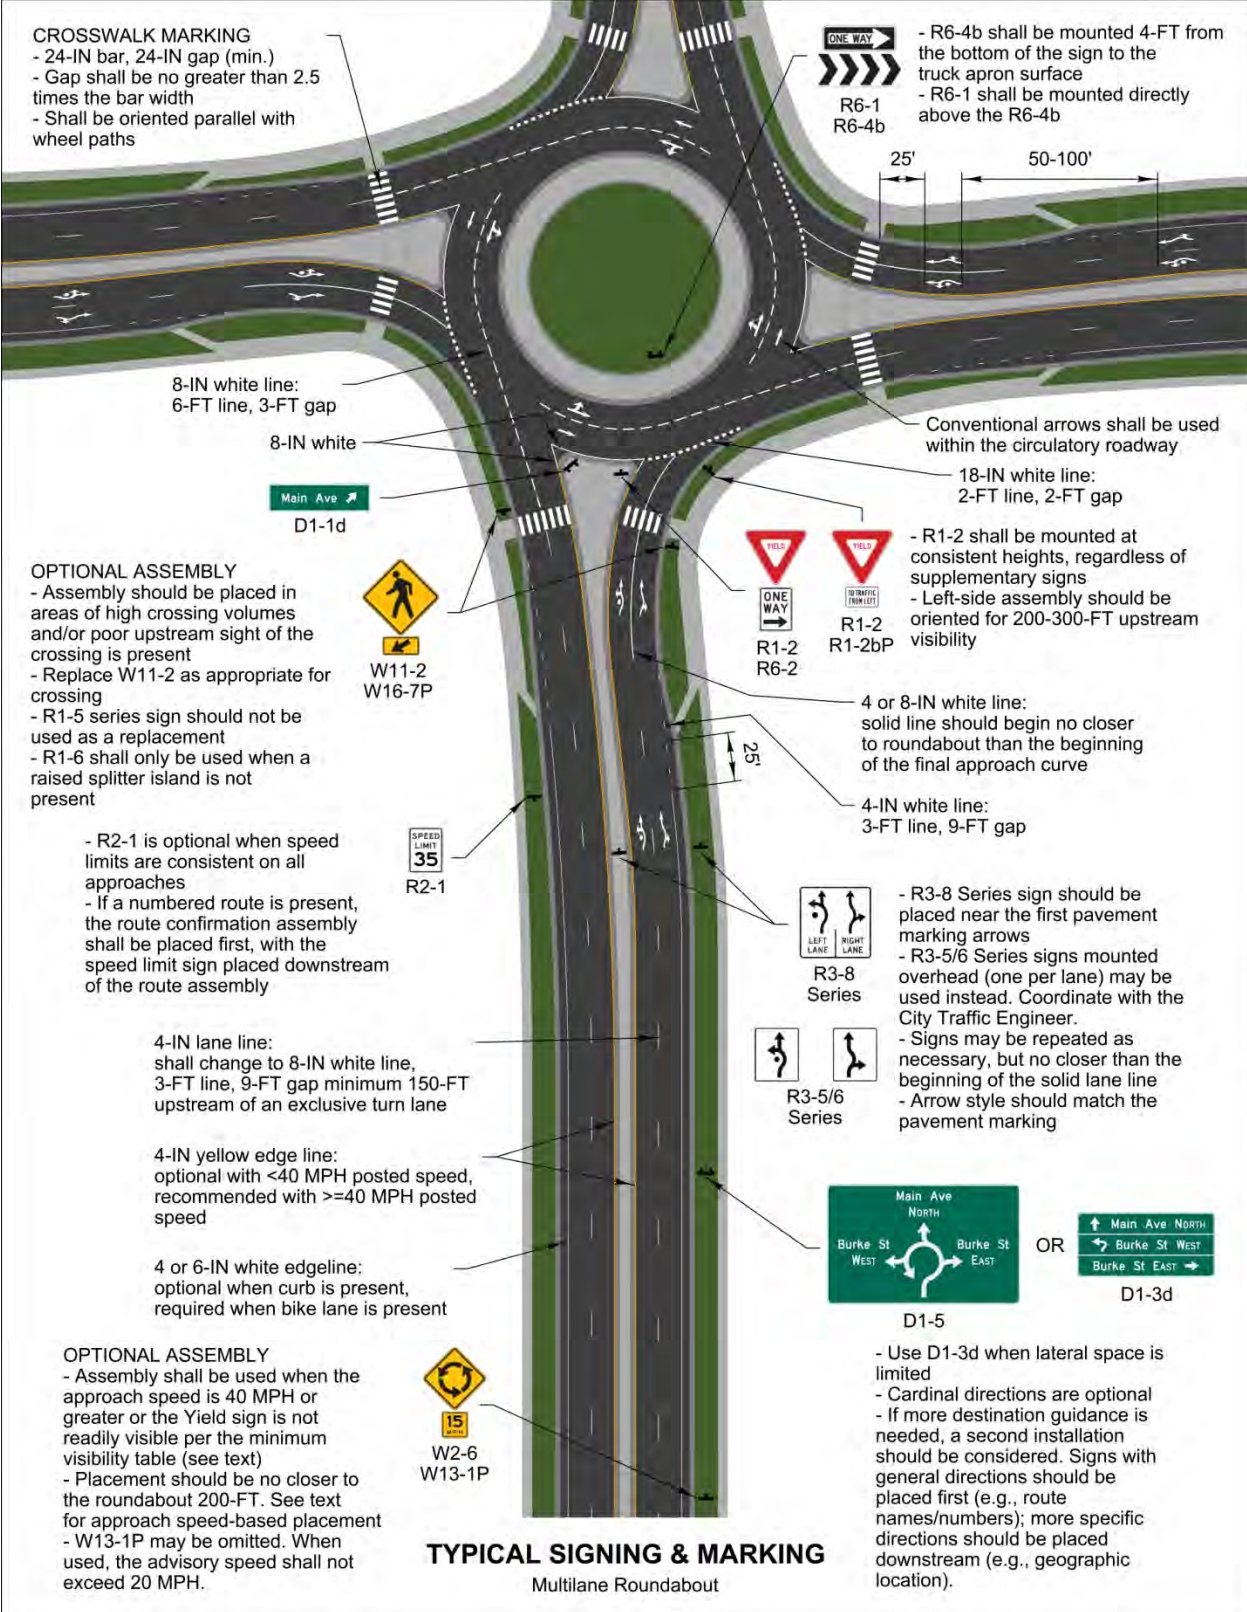 CROSSWALK MARKING
- 24-IN bar, 24-IN gap (min.)
- Gap shall be no greater than 2.5
times the bar width
- Shall be oriented parallel with
wheel paths
ONE WAY
R6-1
R6-4b
- R6-4b shall be mounted 4-FT from
the bottom of the sign to the
truck apron surface
- R6-1 shall be mounted directly
above the R6-4b
25'
50-100'
8-IN white line:
6-FT line, 3-FT gap
8-IN white
Main Ave
D1-1d
Conventional arrows shall be used
within the circulatory roadway
18-IN white line:
2-FT line, 2-FT gap
OPTIONAL ASSEMBLY
- Assembly should be placed in
areas of high crossing volumes
and/or poor upstream sight of the
crossing is present
- Replace W11-2 as appropriate for
crossing
- R1-5 series sign should not be
used as a replacement
- R1-6 shall only be used when a
raised splitter island is not
present
W11-2
W16-7P
YIELD
ONE
WAY
R1-2
R6-2
YIELD
TO TRAFFIC
FROM LEFT
R1-2
R1-2bP
- R1-2 shall be mounted at
consistent heights, regardless of
supplementary signs
- Left-side assembly should be
oriented for 200-300-FT upstream
visibility
4 or 8-IN white line:
solid line should begin no closer
to roundabout than the beginning
of the final approach curve
25'
4-IN white line:
3-FT line, 9-FT gap
- R2-1 is optional when speed
limits are consistent on all
approaches
- If a numbered route is present,
the route confirmation assembly
shall be placed first, with the
speed limit sign placed downstream
of the route assembly
SPEED
LIMIT
35
R2-1
LEFT
LANE
RIGHT
LANE
R3-8
Series
R3-5/6
Series
- R3-8 Series sign should be
placed near the first pavement
marking arrows
- R3-5/6 Series signs mounted
overhead (one per lane) may be
used instead. Coordinate with the
City Traffic Engineer.
- Signs may be repeated as
necessary, but no closer than the
beginning of the solid lane line
- Arrow style should match the
pavement marking
4-IN lane line:
shall change to 8-IN white line,
3-FT line, 9-FT gap minimum 150-FT
upstream of an exclusive turn lane
4-IN yellow edge line:
optional with <40 MPH posted speed,
recommended with >=40 MPH posted
speed
4 or 6-IN white edgeline:
optional when curb is present,
required when bike lane is present
Main Ave
NORTH
Burke St
WEST
Burke St
EAST
D1-5
OR
Main Ave NORTH
Burke St WEST
Burke St EAST
D1-3d
- Use D1-3d when lateral space is
limited
- Cardinal directions are optional
- If more destination guidance is
needed, a second installation
should be considered. Signs with
general directions should be
placed first (e.g., route
names/numbers); more specific
directions should be placed
downstream (e.g., geographic
location).
OPTIONAL ASSEMBLY
- Assembly shall be used when the
approach speed is 40 MPH or
greater or the Yield sign is not
readily visible per the minimum
visibility table (see text)
- Placement should be no closer to
the roundabout 200-FT. See text
for approach speed-based placement
- W13-1P may be omitted. When
used, the advisory speed shall not
exceed 20 MPH.
15
MPH
W2-6
W13-1P
TYPICAL SIGNING & MARKING
Multilane Roundabout